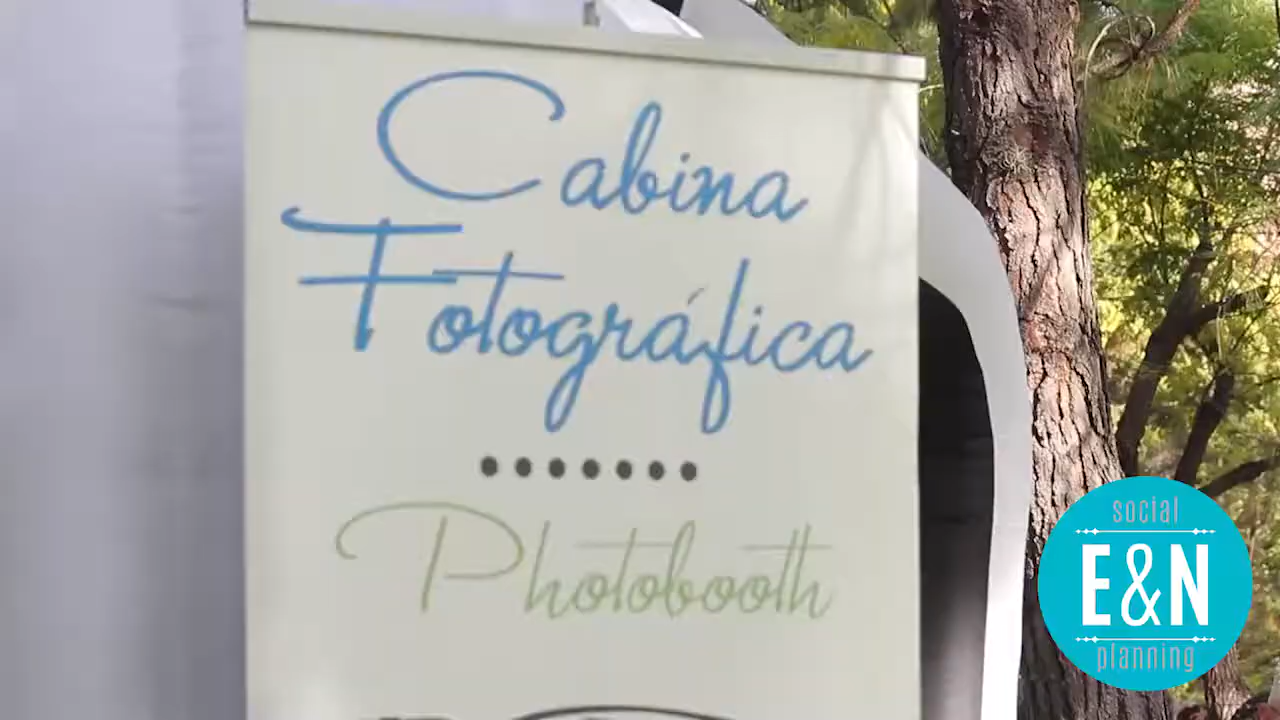 Cabina
Fotográfica
Photobooth
social
E&N
planning